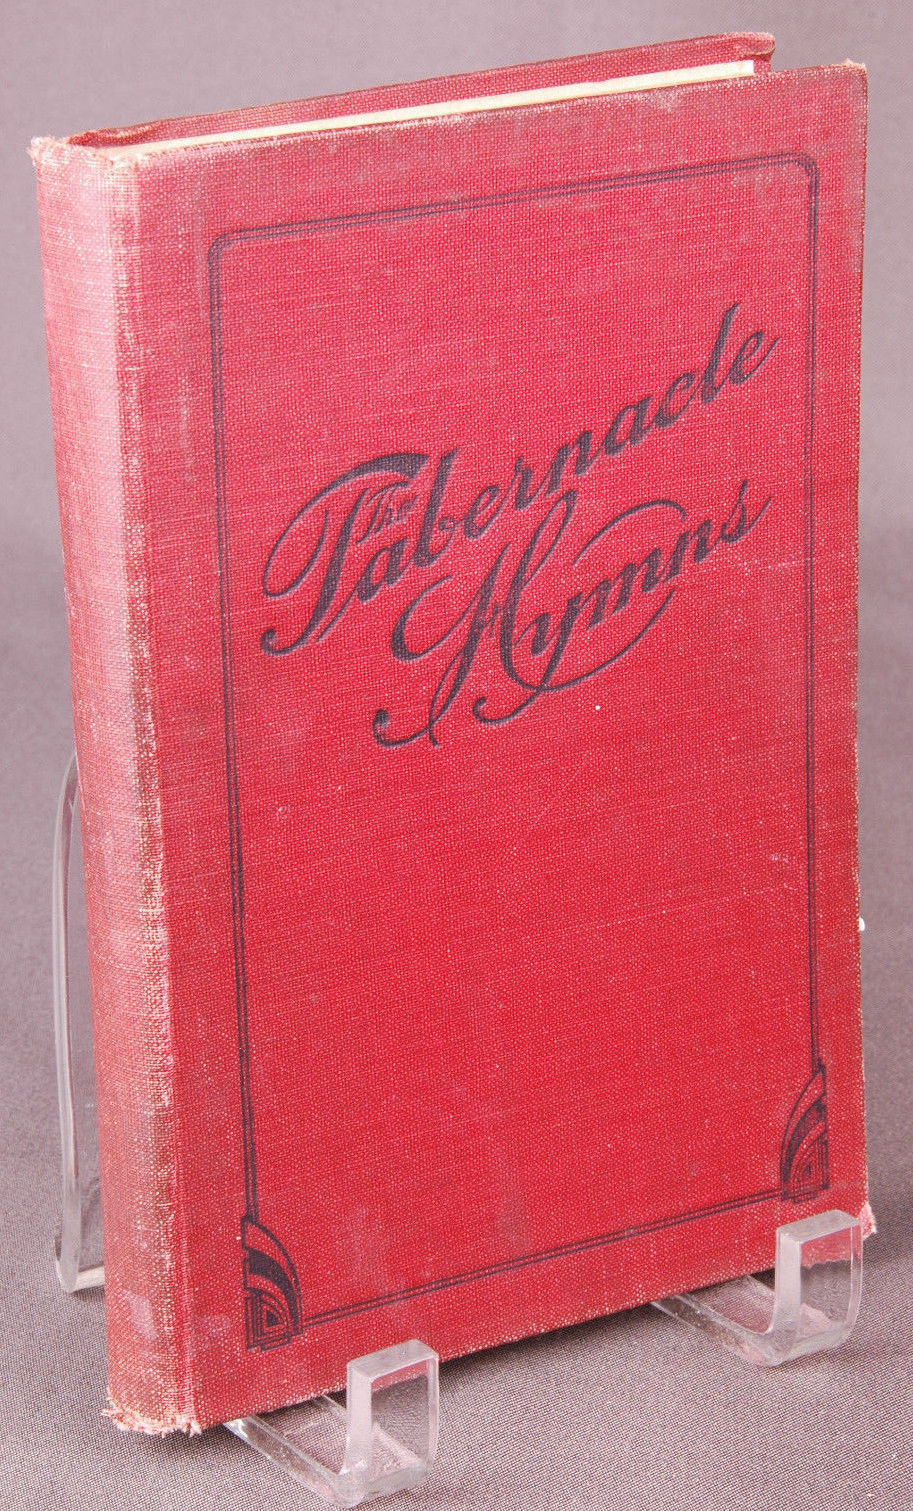 The
Tabernacle
Hymns